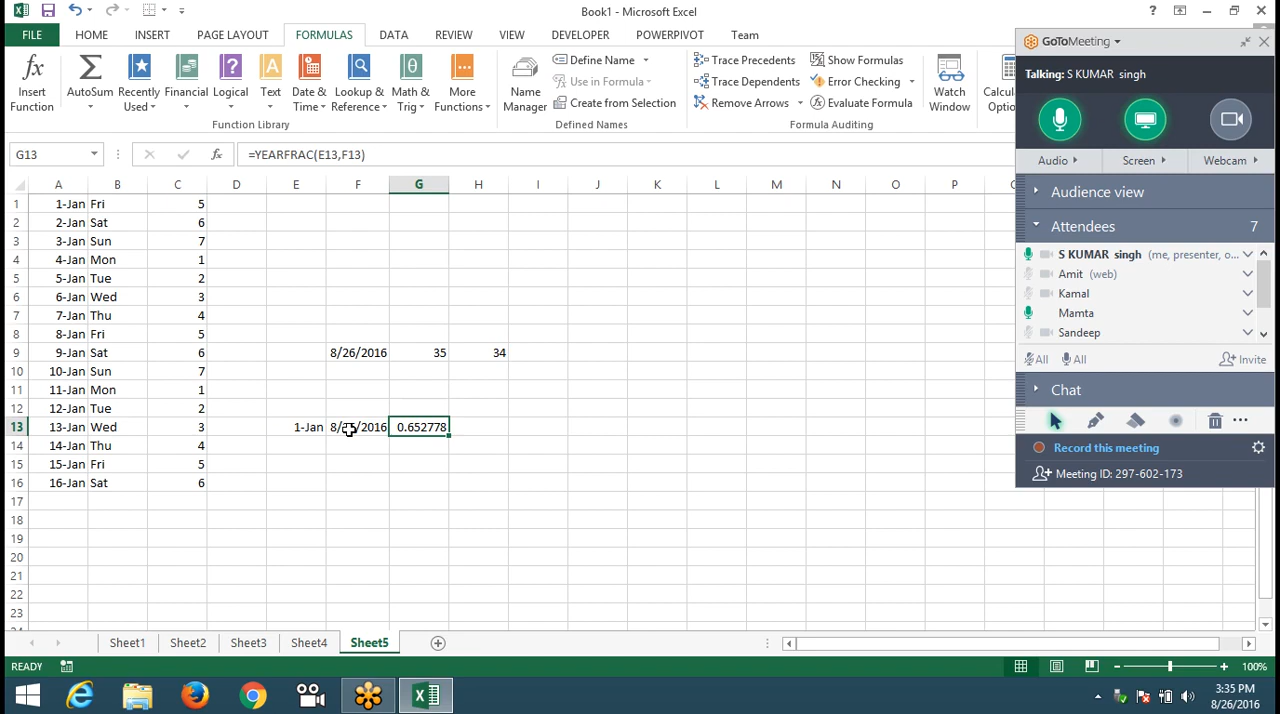 Book1 - Microsoft Excel
FILE HOME INSERT PAGE LAYOUT FORMULAS DATA REVIEW VIEW DEVELOPER POWERPIVOT Team
Insert Function
AutoSum
Recently Used
Financial
Logical
Text
Date & Time
Lookup & Reference
Math & Trig
More Functions
Function Library
Name Manager
Define Name
Use in Formula
Create from Selection
Defined Names
Trace Precedents
Trace Dependents
Remove Arrows
Show Formulas
Error Checking
Evaluate Formula
Formula Auditing
Watch Window
G13 =YEARFRAC(E13,F13)
A B C D E F G H I J K L M N O P
1 1-Jan Fri 5
2 2-Jan Sat 6
3 3-Jan Sun 7
4 4-Jan Mon 1
5 5-Jan Tue 2
6 6-Jan Wed 3
7 7-Jan Thu 4
8 8-Jan Fri 5
9 9-Jan Sat 6 8/26/2016 35 34
10 10-Jan Sun 7
11 11-Jan Mon 1
12 12-Jan Tue 2
13 13-Jan Wed 3 1-Jan 0.652778
14 14-Jan Thu 4
15 15-Jan Fri 5
16 16-Jan Sat 6
17
18
19
20
21
22
23
Sheet1 Sheet2 Sheet3 Sheet4 Sheet5
READY 100%
3:35 PM
8/26/2016
GoToMeeting
Talking: S KUMAR singh
Audio Screen Webcam
Audience view
Attendees 7
S KUMAR singh (me, presenter, o...
Amit (web)
Kamal
Mamta
Sandeep
All All Invite
Chat
Record this meeting
Meeting ID: 297-602-173